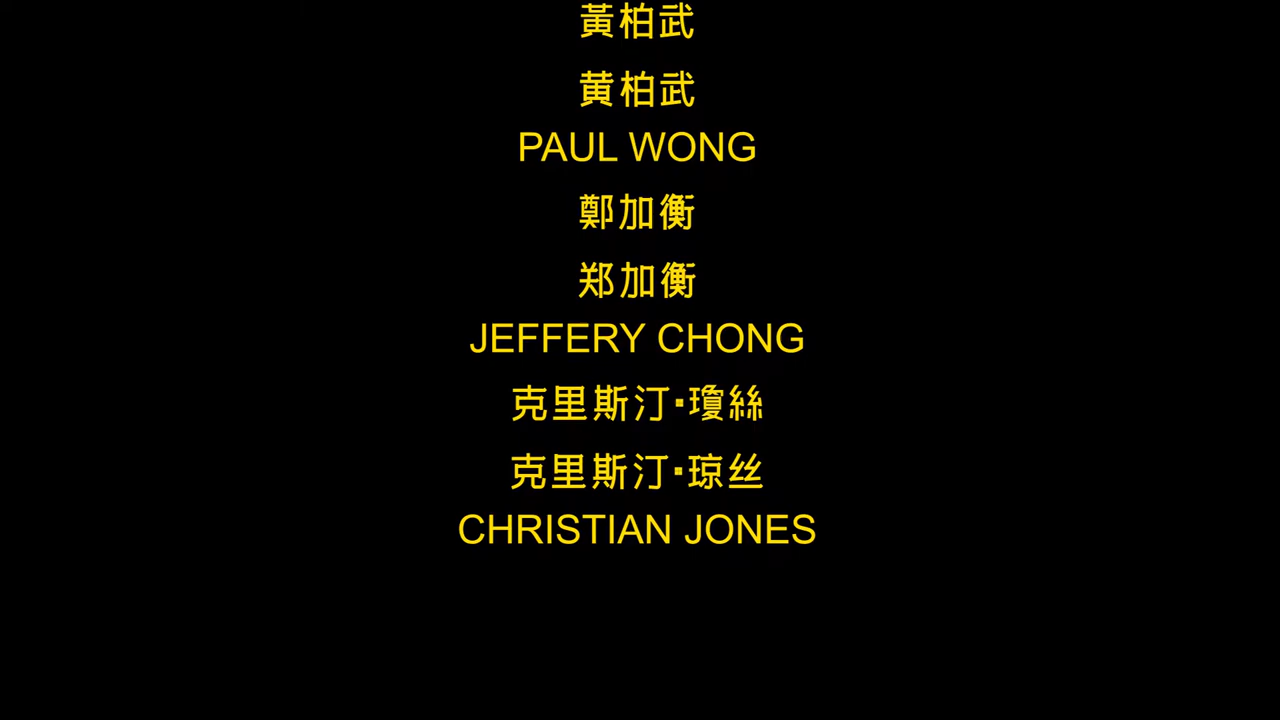 黃柏武
黄柏武
PAUL WONG
鄭加衡
郑加衡
JEFFERY CHONG
克里斯汀·瓊絲
克里斯汀·琼丝
CHRISTIAN JONES